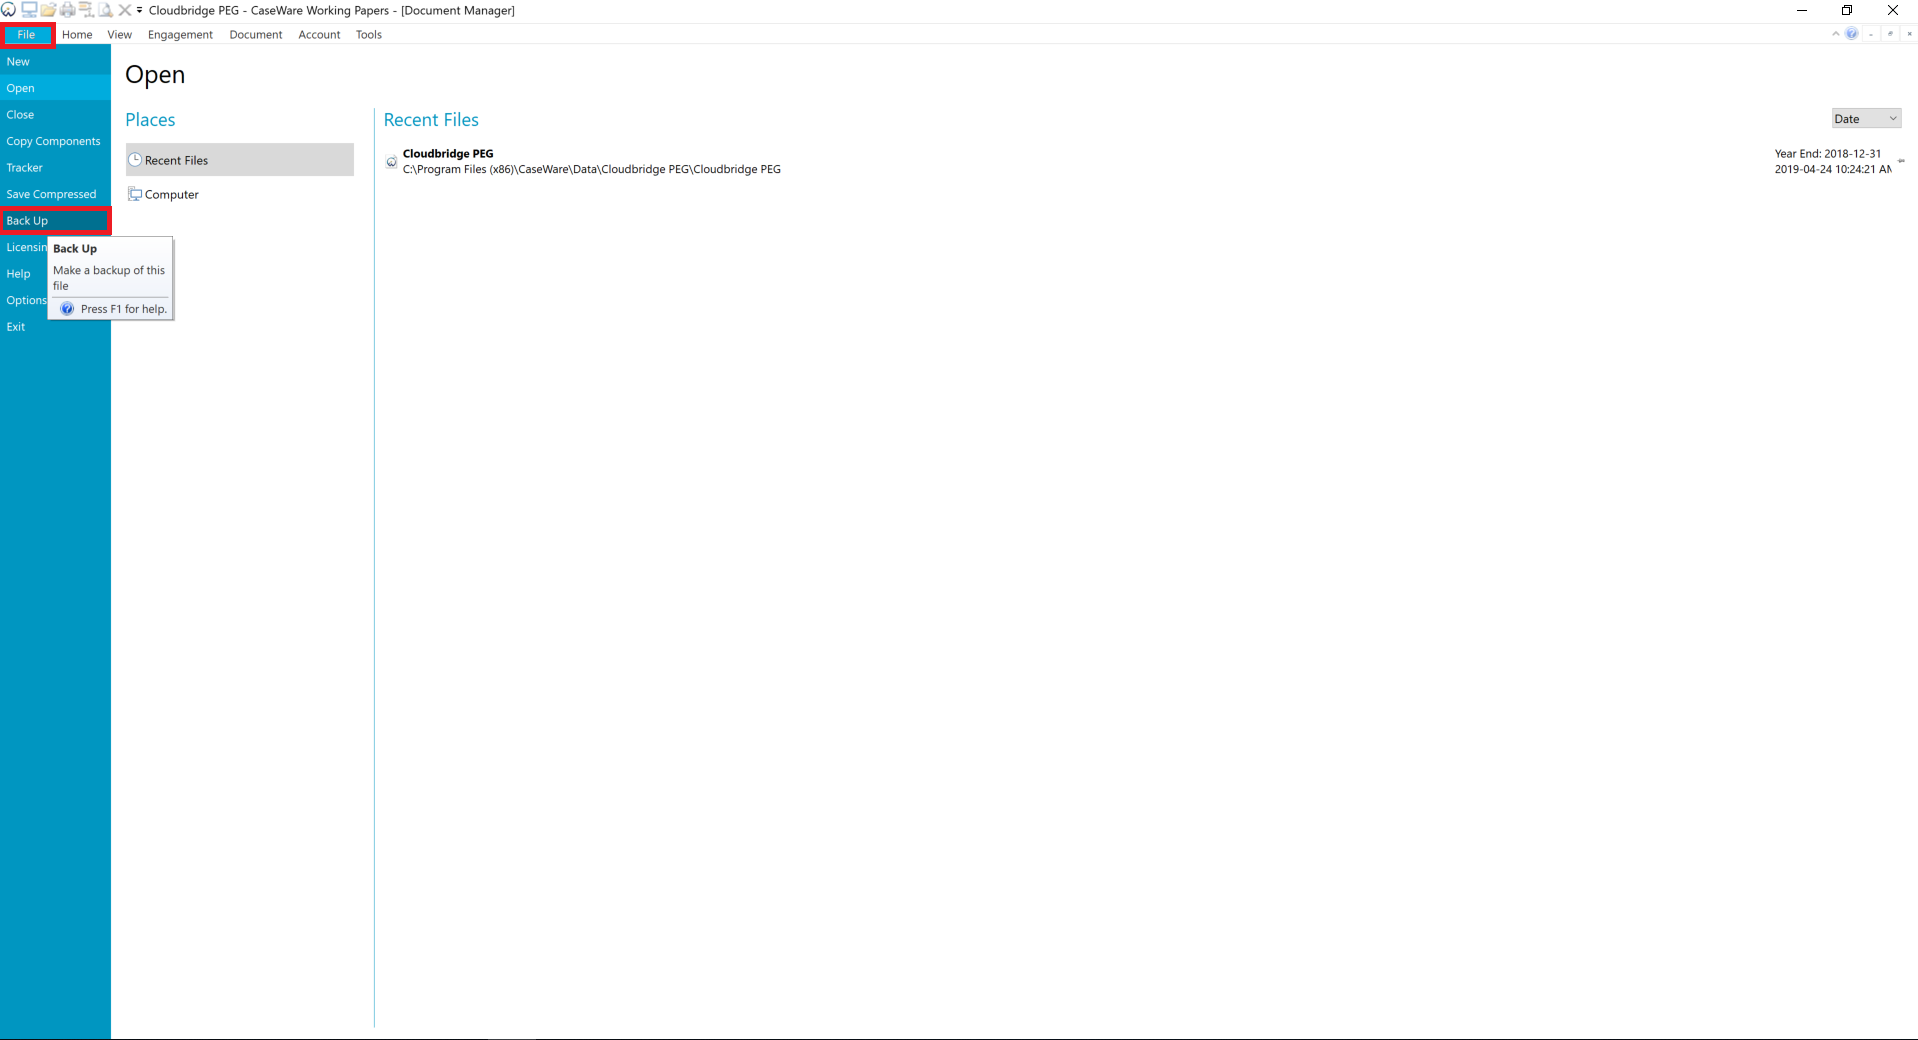 Cloudbridge PEG - CaseWare Working Papers - [Document Manager]
File Home View Engagement Document Account Tools
New
Open
Close
Copy Components
Tracker
Save Compressed
Back Up
Licensin
Help
Options
Exit
Back Up
Make a backup of this
file
Press F1 for help.
Open
Places
Recent Files
Computer
Recent Files
Date
Cloudbridge PEG
C:\Program Files (x86)\CaseWare\Data\Cloudbridge PEG\Cloudbridge PEG
Year End: 2018-12-31
2019-04-24 10:24:21 AM